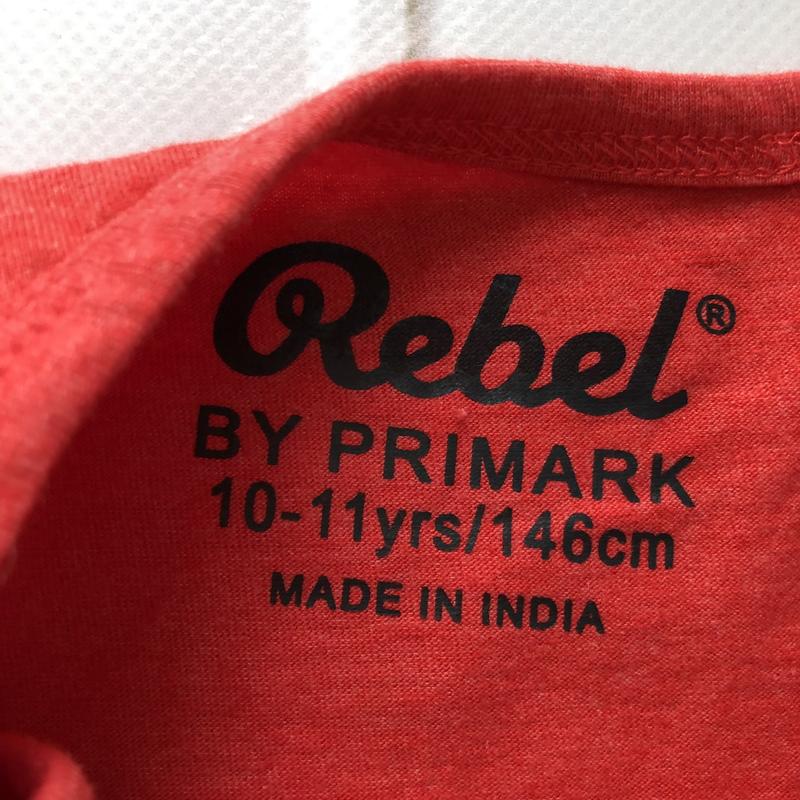 Rebel®
BY PRIMARK
10-11yrs/146cm
MADE IN INDIA